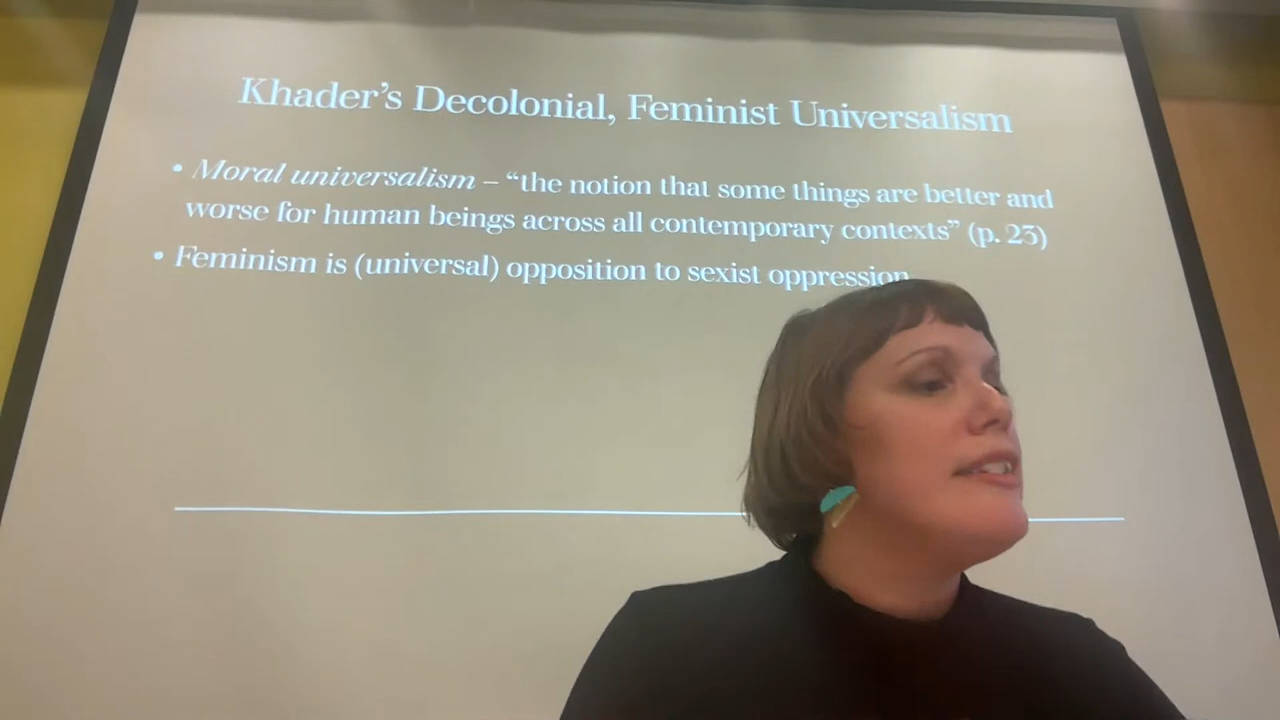 Khader’s Decolonial, Feminist Universalism
• Moral universalism – “the notion that some things are better and
worse for human beings across all contemporary contexts” (p. 23)
• Feminism is (universal) opposition to sexist oppression